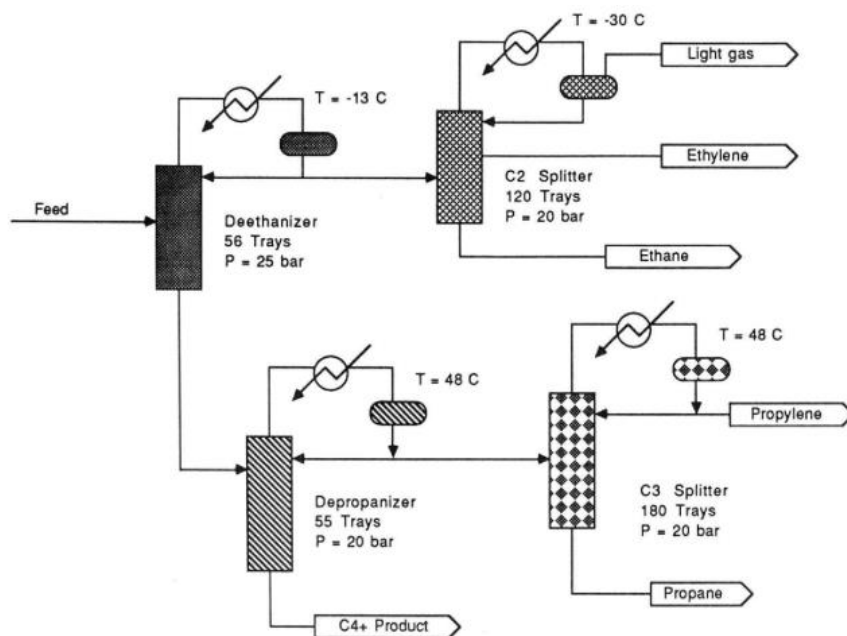 T = -30 C
Light gas
T = -13 C
Ethylene
C2 Splitter
120 Trays
P = 20 bar
Feed
Deethanizer
56 Trays
P = 25 bar
Ethane
T = 48 C
T = 48 C
Propylene
Depropanizer
55 Trays
P = 20 bar
C3 Splitter
180 Trays
P = 20 bar
Propane
C4+ Product